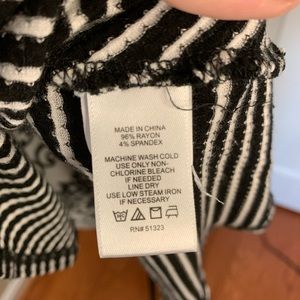 MADE IN CHINA
96% RAYON
4% SPANDEX
MACHINE WASH COLD
USE ONLY NON-
CHLORINE BLEACH
IF NEEDED
LINE DRY
USE LOW STEAM IRON
IF NECESSARY
RN# 51323